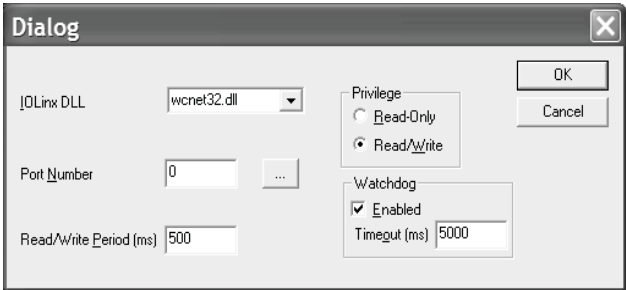 Dialog
IOLinx DLL
wcnet32.dll
Port Number
0
...
Read/Write Period (ms)
500
Privilege
Read-Only
Read/Write
Watchdog
Enabled
Timeout (ms)
5000
OK
Cancel